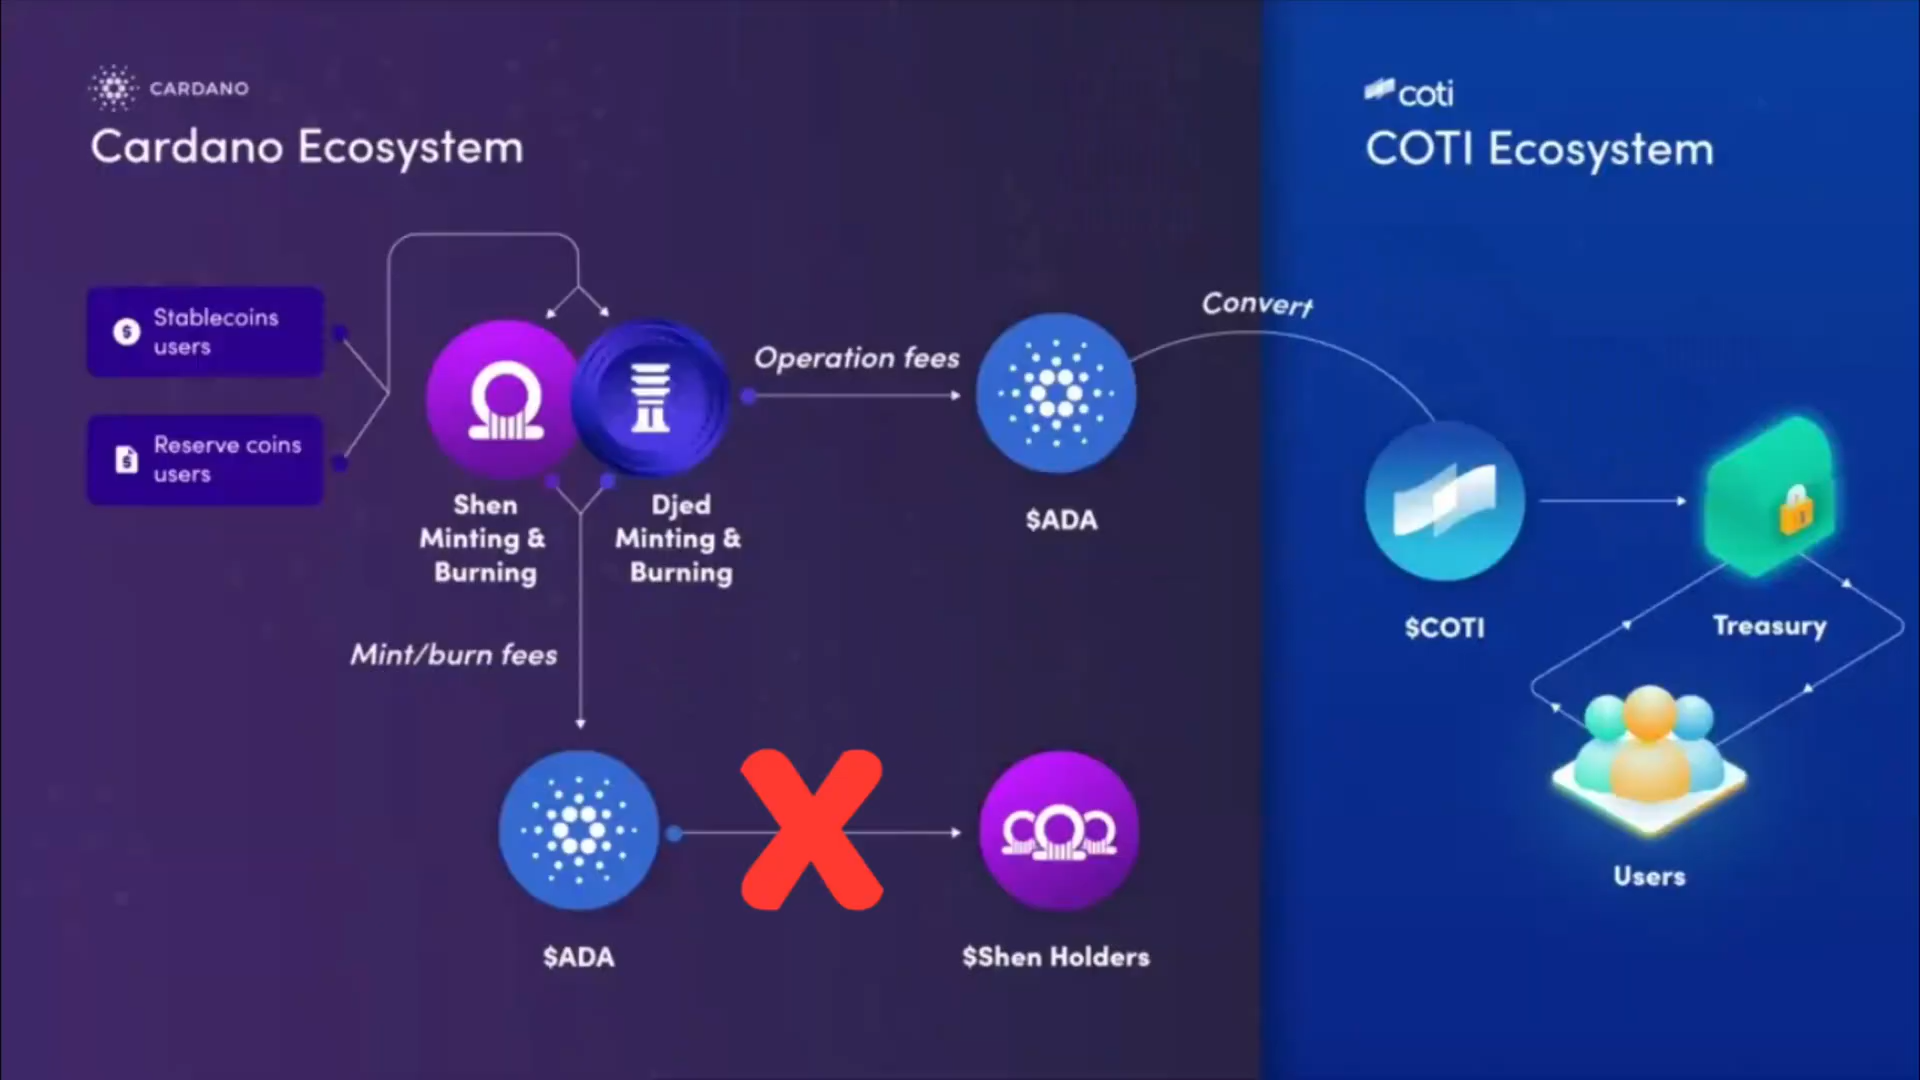 CARDANO
Cardano Ecosystem
coti
COTI Ecosystem
Stablecoins
users
Reserve coins
users
Operation fees
Convert
Shen
Minting &
Burning
Djed
Minting &
Burning
$ADA
$COTI
Treasury
Mint/burn fees
Users
$ADA
$Shen Holders